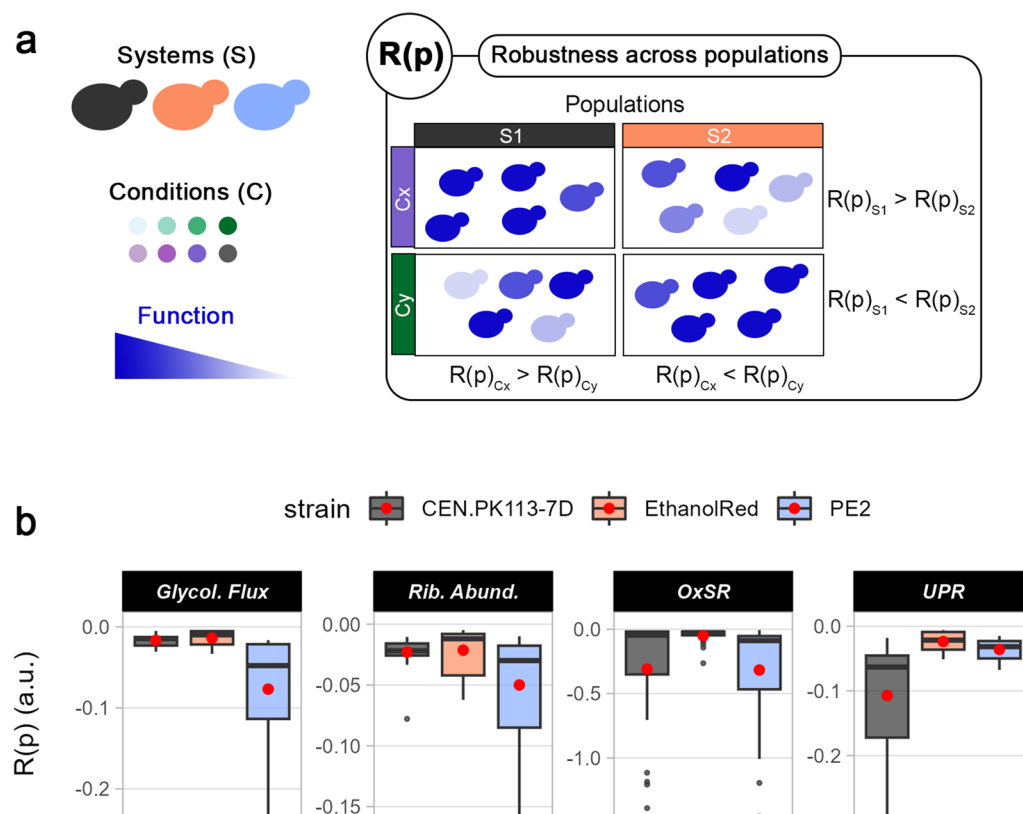 a
Systems (S)
Conditions (C)
Function
R(p)
Robustness across populations
Populations
S1 S2
Cx
R(p)S1 > R(p)S2
Cy
R(p)S1 < R(p)S2
R(p)Cx > R(p)Cy R(p)Cx < R(p)Cy
b
strain CEN.PK113-7D EthanolRed PE2
Glycol. Flux Rib. Abund. OxSR UPR
R(p) (a.u.)
0.0
-0.1
-0.2
0.00
-0.05
-0.10
-0.15
0.0
-0.5
-1.0
0.0
-0.1
-0.2